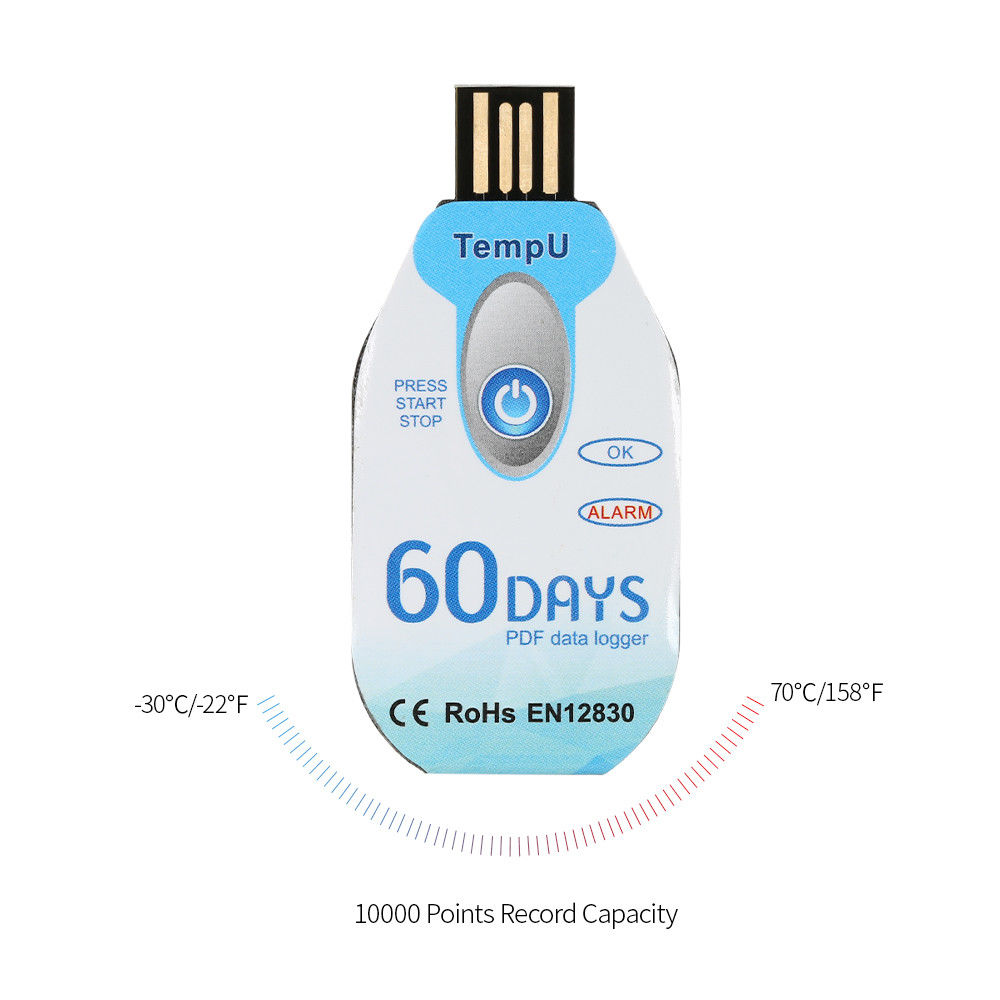 TempU
PRESS
START
STOP
OK
ALARM
60DAYS
PDF data logger
CE RoHs EN12830
-30°C/-22°F
70°C/158°F
10000 Points Record Capacity